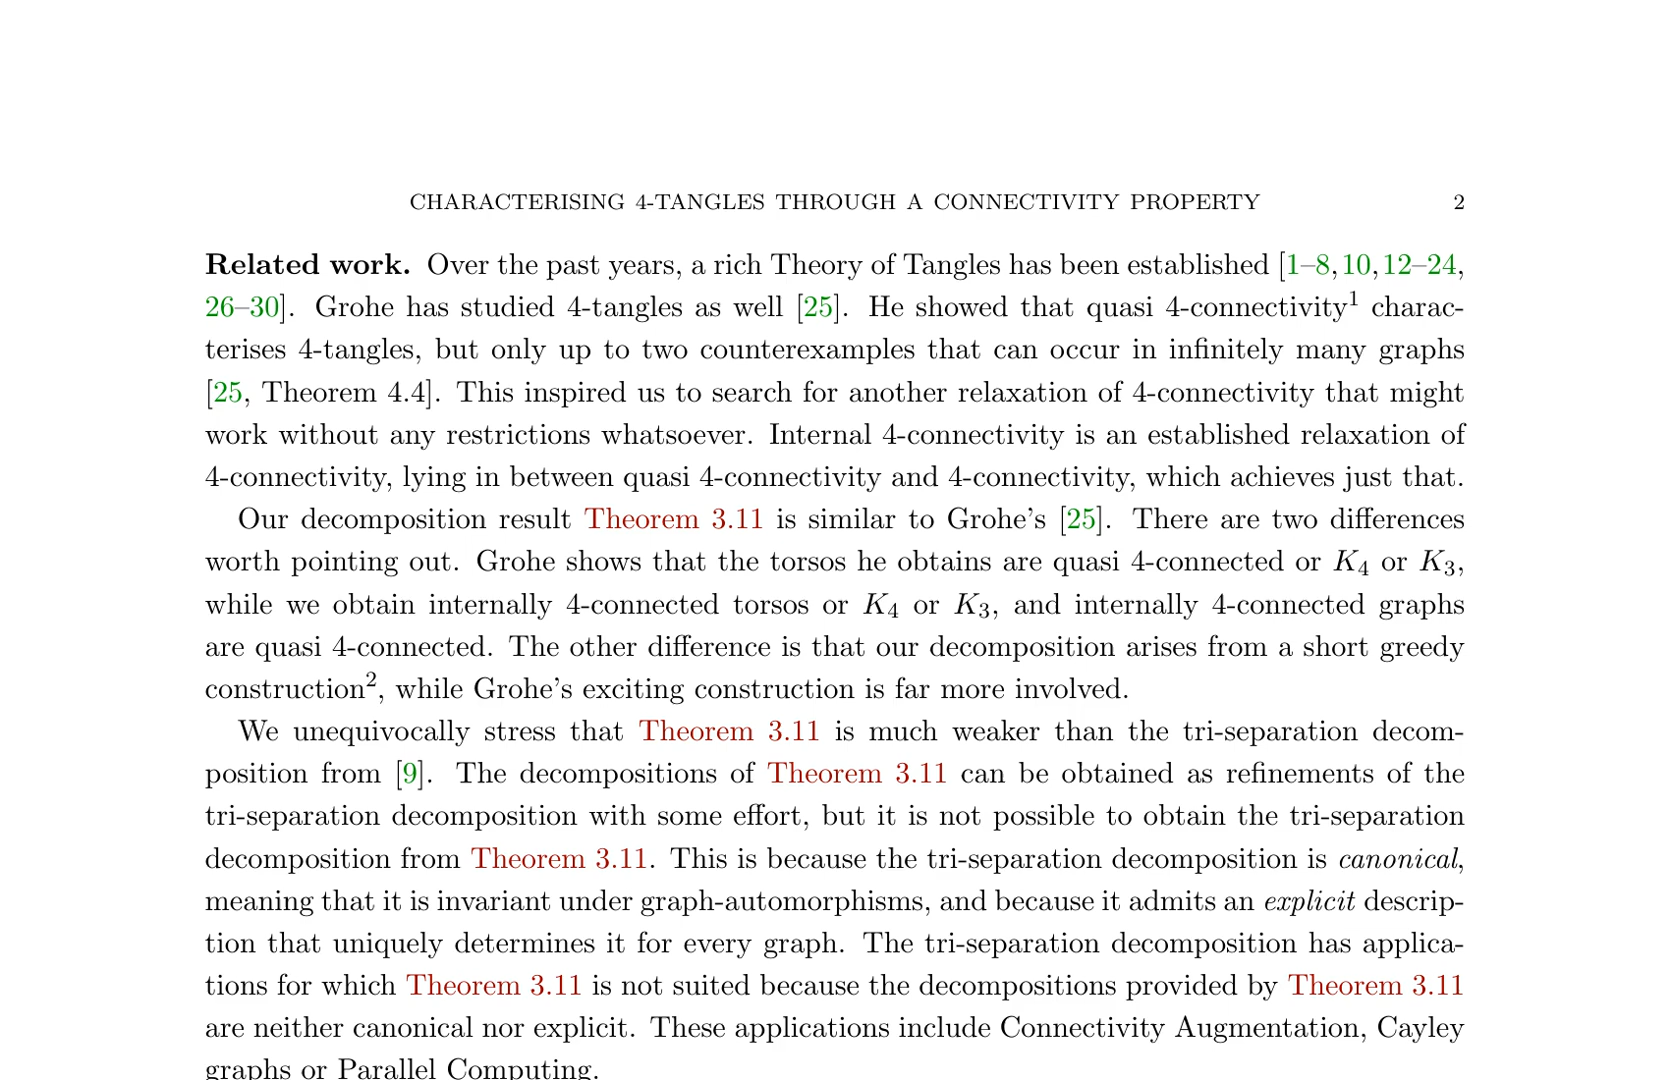 CHARACTERISING 4-TANGLES THROUGH A CONNECTIVITY PROPERTY 2
Related work. Over the past years, a rich Theory of Tangles has been established [1–8, 10, 12–24,
26–30]. Grohe has studied 4-tangles as well [25]. He showed that quasi 4-connectivity¹ charac-
terises 4-tangles, but only up to two counterexamples that can occur in infinitely many graphs
[25, Theorem 4.4]. This inspired us to search for another relaxation of 4-connectivity that might
work without any restrictions whatsoever. Internal 4-connectivity is an established relaxation of
4-connectivity, lying in between quasi 4-connectivity and 4-connectivity, which achieves just that.
Our decomposition result Theorem 3.11 is similar to Grohe's [25]. There are two differences
worth pointing out. Grohe shows that the torsos he obtains are quasi 4-connected or K₄ or K₃,
while we obtain internally 4-connected torsos or K₄ or K₃, and internally 4-connected graphs
are quasi 4-connected. The other difference is that our decomposition arises from a short greedy
construction², while Grohe's exciting construction is far more involved.
We unequivocally stress that Theorem 3.11 is much weaker than the tri-separation decom-
position from [9]. The decompositions of Theorem 3.11 can be obtained as refinements of the
tri-separation decomposition with some effort, but it is not possible to obtain the tri-separation
decomposition from Theorem 3.11. This is because the tri-separation decomposition is canonical,
meaning that it is invariant under graph-automorphisms, and because it admits an explicit descrip-
tion that uniquely determines it for every graph. The tri-separation decomposition has applica-
tions for which Theorem 3.11 is not suited because the decompositions provided by Theorem 3.11
are neither canonical nor explicit. These applications include Connectivity Augmentation, Cayley
graphs or Parallel Computing.